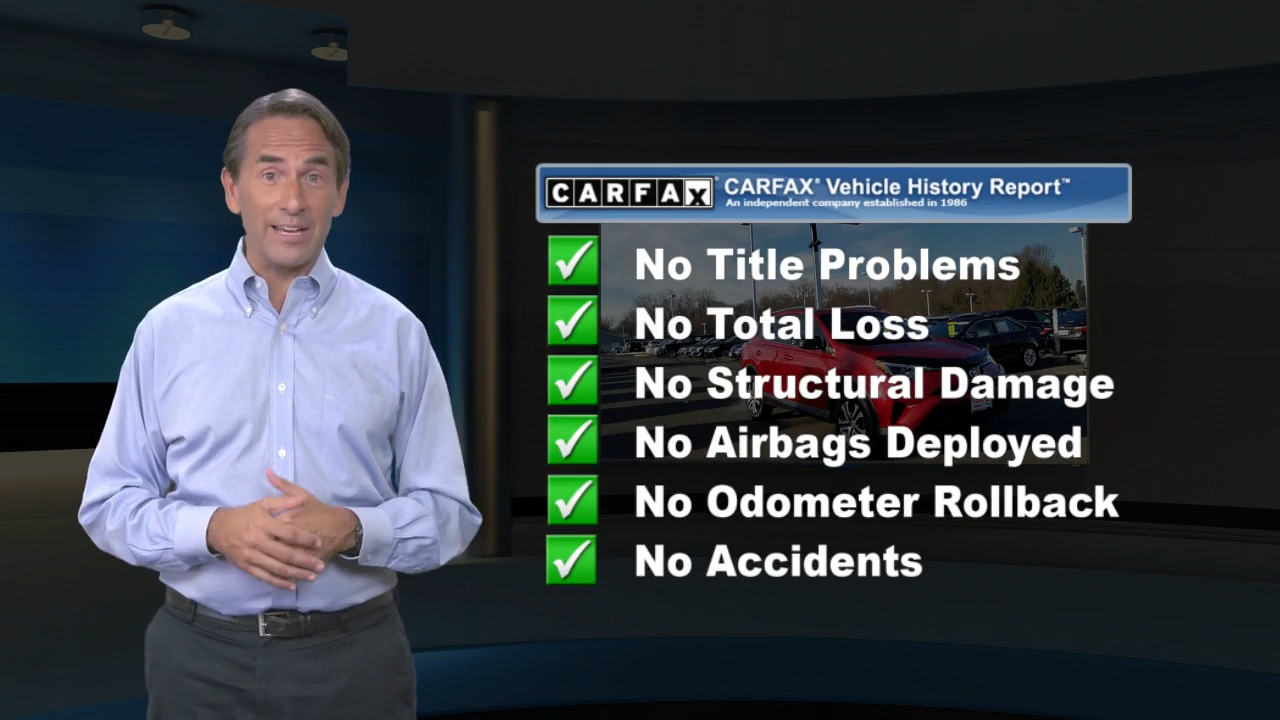 CARFAX® CARFAX® Vehicle History Report™
An independent company established in 1986
No Title Problems
No Total Loss
No Structural Damage
No Airbags Deployed
No Odometer Rollback
No Accidents